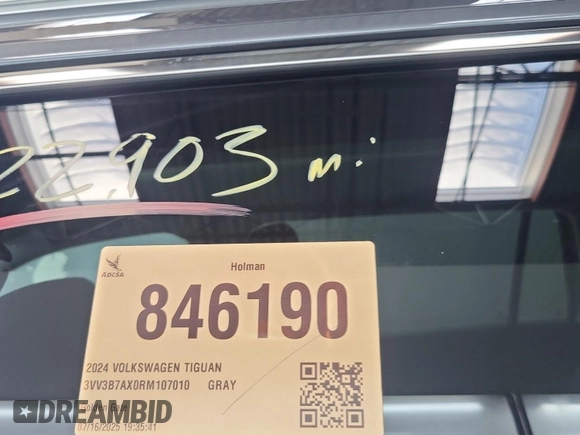 22,903 mi
ADESA
Holman
846190
2024 VOLKSWAGEN TIGUAN
3VV3B7AX0RM107010 GRAY
07/16/2025 19:35:41
DREAMBID